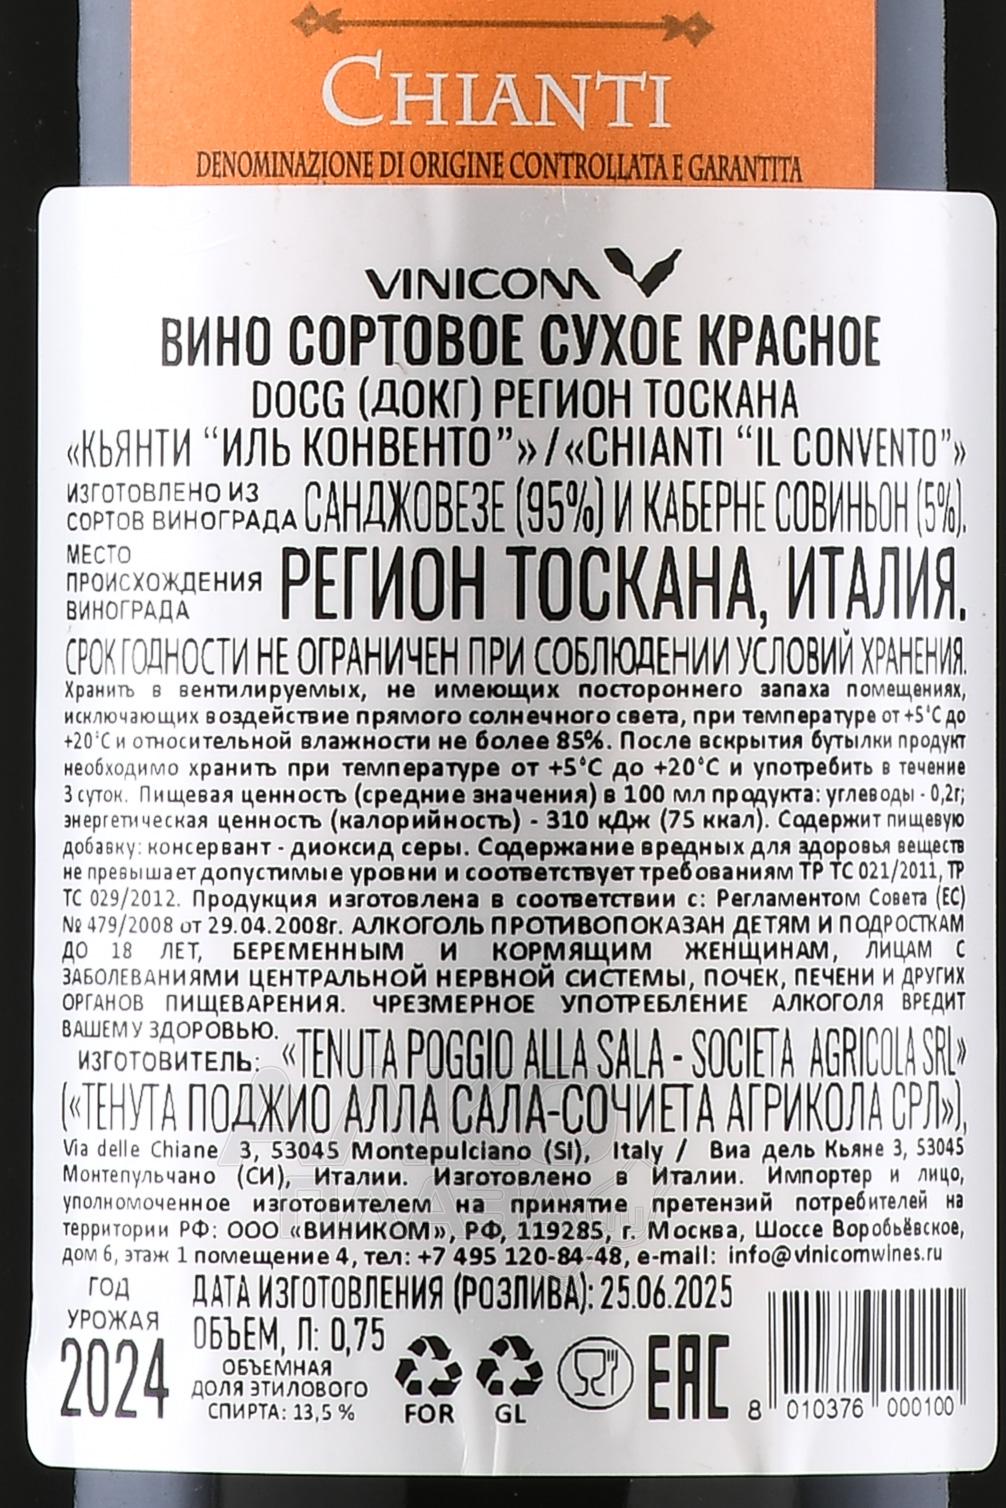 CHIANTI
DENOMINAZIONE DI ORIGINE CONTROLLATA E GARANTITA
VINICOM
ВИНО СОРТОВОЕ СУХОЕ КРАСНОЕ
DOCG (ДОКГ) РЕГИОН ТОСКАНА
«КЬЯНТИ “ИЛЬ КОНВЕНТО”»/«CHIANTI “IL CONVENTO”»
ИЗГОТОВЛЕНО ИЗ
СОРТОВ ВИНОГРАДА САНДЖОВЕЗЕ (95%) И КАБЕРНЕ СОВИНЬОН (5%).
МЕСТО
ПРОИСХОЖДЕНИЯ
ВИНОГРАДА
РЕГИОН ТОСКАНА, ИТАЛИЯ.
СРОК ГОДНОСТИ НЕ ОГРАНИЧЕН ПРИ СОБЛЮДЕНИИ УСЛОВИЙ ХРАНЕНИЯ.
Хранить в вентилируемых, не имеющих постороннего запаха помещениях,
исключающих воздействие прямого солнечного света, при температуре от +5°С до
+20°С и относительной влажности не более 85%. После вскрытия бутылки продукт
необходимо хранить при температуре от +5°С до +20°С и употребить в течение
3 суток. Пищевая ценность (средние значения) в 100 мл продукта: углеводы - 0,2г;
энергетическая ценность (калорийность) - 310 кДж (75 ккал). Содержит пищевую
добавку: консервант - диоксид серы. Содержание вредных для здоровья веществ
не превышает допустимые уровни и соответствует требованиям ТР ТС 021/2011, ТР
ТС 029/2012. Продукция изготовлена в соответствии с: Регламентом Совета (ЕС)
№ 479/2008 от 29.04.2008г. АЛКОГОЛЬ ПРОТИВОПОКАЗАН ДЕТЯМ И ПОДРОСТКАМ
ДО 18 ЛЕТ, БЕРЕМЕННЫМ И КОРМЯЩИМ ЖЕНЩИНАМ, ЛИЦАМ С
ЗАБОЛЕВАНИЯМИ ЦЕНТРАЛЬНОЙ НЕРВНОЙ СИСТЕМЫ, ПОЧЕК, ПЕЧЕНИ И ДРУГИХ
ОРГАНОВ ПИЩЕВАРЕНИЯ. ЧРЕЗМЕРНОЕ УПОТРЕБЛЕНИЕ АЛКОГОЛЯ ВРЕДИТ
ВАШЕМУ ЗДОРОВЬЮ.
ИЗГОТОВИТЕЛЬ: «TENUTA POGGIO ALLA SALA - SOCIETA AGRICOLA SRL»
(«ТЕНУТА ПОДЖИО АЛЛА САЛА-СОЧИЕТА АГРИКОЛА СРЛ»),
Via delle Chiane 3, 53045 Montepulciano (SI), Italy / Виа дель Кьяне 3, 53045
Монтепульчано (СИ), Италии. Изготовлено в Италии. Импортер и лицо,
уполномоченное изготовителем на принятие претензий потребителей на
территории РФ: ООО «ВИНИКОМ», РФ, 119285, г. Москва, Шоссе Воробьёвское,
дом 6, этаж 1 помещение 4, тел: +7 495 120-84-48, e-mail: info@vinicomwines.ru
ГОД
УРОЖАЯ
2024
ДАТА ИЗГОТОВЛЕНИЯ (РОЗЛИВА): 25.06.2025
ОБЪЕМ, Л: 0,75
ОБЪЕМНАЯ
ДОЛЯ ЭТИЛОВОГО
СПИРТА: 13,5 %
FOR
GL
EAC
8 010376 000100